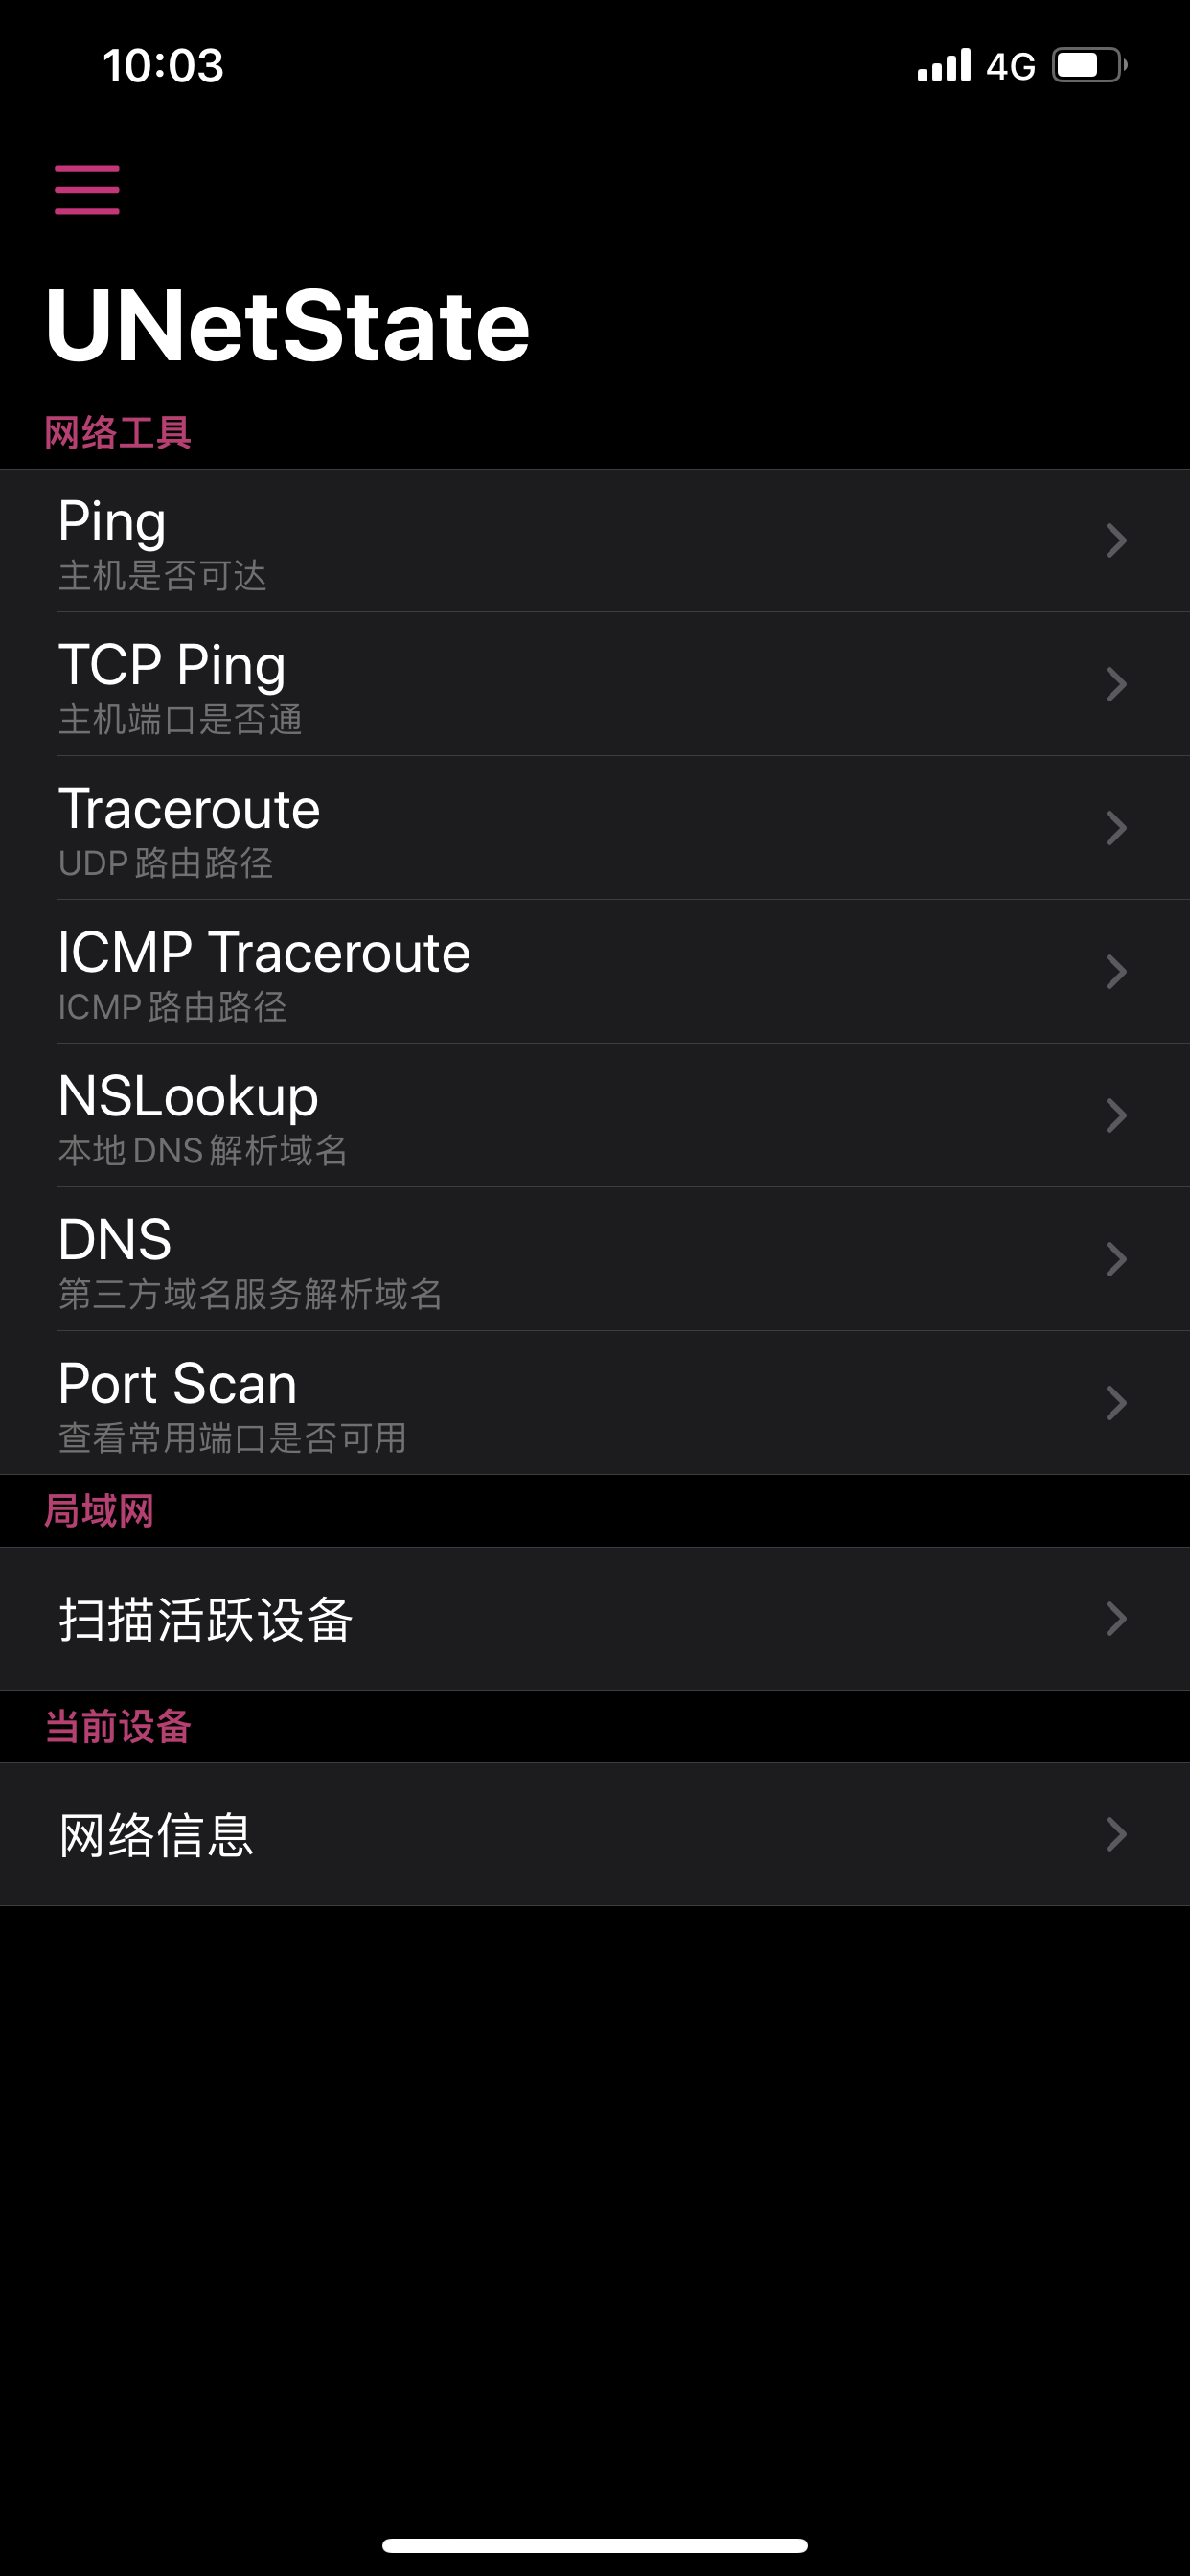 10:03
4G
UNetState
网络工具
Ping
主机是否可达
TCP Ping
主机端口是否通
Traceroute
UDP 路由路径
ICMP Traceroute
ICMP 路由路径
NSLookup
本地 DNS 解析域名
DNS
第三方域名服务解析域名
Port Scan
查看常用端口是否可用
局域网
扫描活跃设备
当前设备
网络信息